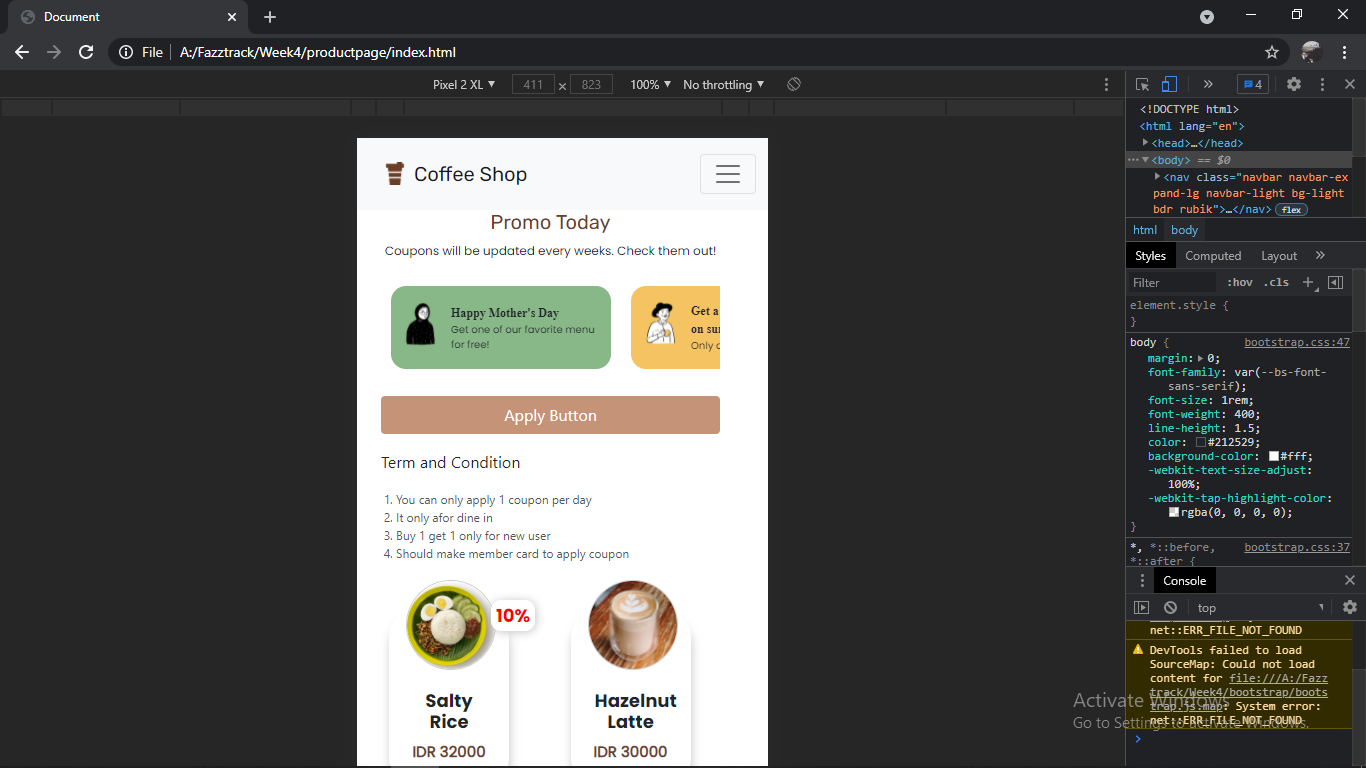 Document
File
A:/Fazztrack/Week4/productpage/index.html
Pixel 2 XL
411 x 823
100%
No throttling
4
Coffee Shop
Promo Today
Coupons will be updated every weeks. Check them out!
Happy Mother's Day
Get one of our favorite menu
for free!
Get a
on
Only
Apply Button
Term and Condition
1. You can only apply 1 coupon per day
2. It only afor dine in
3. Buy 1 get 1 only for new user
4. Should make member card to apply coupon
10%
Salty
Rice
IDR 32000
Hazelnut
Latte
IDR 30000
<!DOCTYPE html>
<html lang="en">
<head>…</head>
<body> == $0
<nav class="navbar navbar-ex
pand-lg navbar-light bg-light
bdr rubik">…</nav> flex
html body
Styles Computed Layout
Filter :hov .cls
element.style {
}
body { bootstrap.css:47
margin: 0;
font-family: var(--bs-font-
sans-serif);
font-size: 1rem;
font-weight: 400;
line-height: 1.5;
color: #212529;
background-color: #fff;
-webkit-text-size-adjust:
100%;
-webkit-tap-highlight-color:
rgba(0, 0, 0, 0);
}
*, *::before, bootstrap.css:37
*::after {
Console
top
net::ERR_FILE_NOT_FOUND
DevTools failed to load
SourceMap: Could not load
content for file:///A:/Fazz
track/Week4/bootstrap/boots
trap.js.map: System error:
net::ERR_FILE_NOT_FOUND
Activate Windows
Go to Settings to activate Windows.